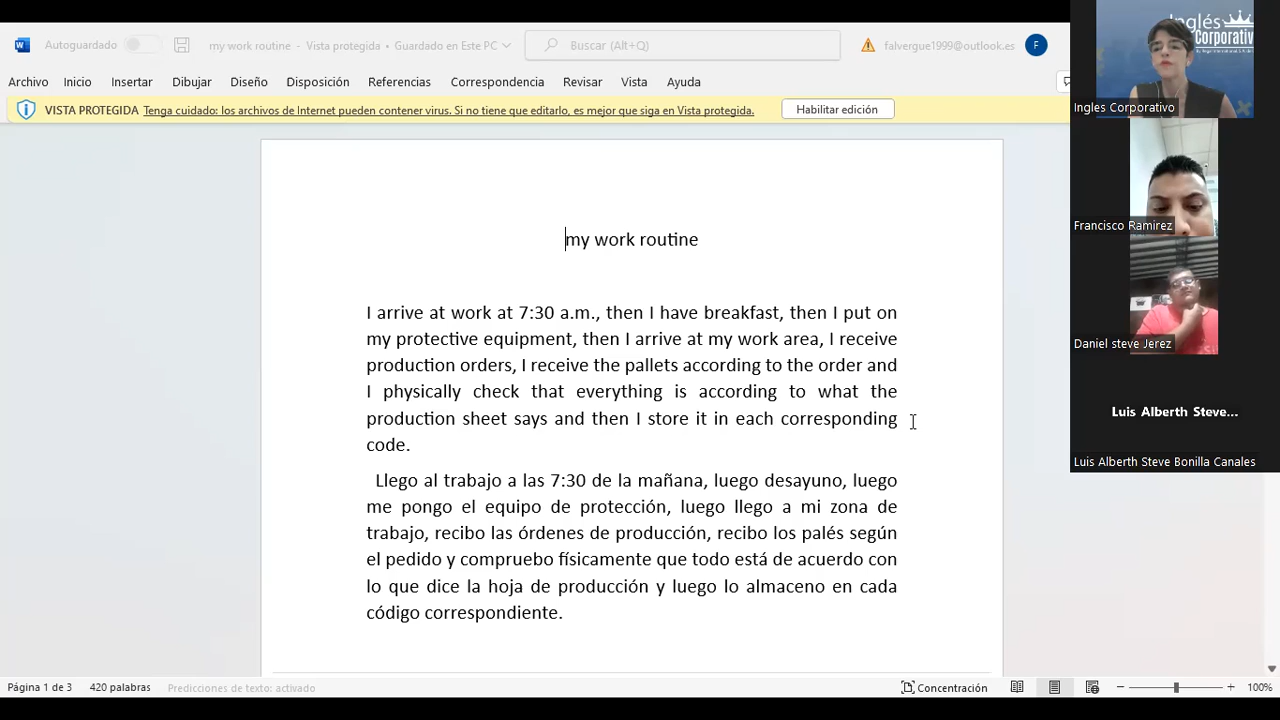 Autoguardado
my work routine - Vista protegida • Guardado en Este PC
Buscar (Alt+Q)
falvergue1999@outlook.es
F
Archivo Inicio Insertar Dibujar Diseño Disposición Referencias Correspondencia Revisar Vista Ayuda
VISTA PROTEGIDA Tenga cuidado: los archivos de Internet pueden contener virus. Si no tiene que editarlo, es mejor que siga en Vista protegida. Habilitar edición
my work routine
I arrive at work at 7:30 a.m., then I have breakfast, then I put on
my protective equipment, then I arrive at my work area, I receive
production orders, I receive the pallets according to the order and
I physically check that everything is according to what the
production sheet says and then I store it in each corresponding
code.
Llego al trabajo a las 7:30 de la mañana, luego desayuno, luego
me pongo el equipo de protección, luego llego a mi zona de
trabajo, recibo las órdenes de producción, recibo los palés según
el pedido y compruebo físicamente que todo está de acuerdo con
lo que dice la hoja de producción y luego lo almaceno en cada
código correspondiente.
Página 1 de 3 420 palabras Predicciones de texto: activado Concentración 100%
Inglés
Corporativ
Ingles Corporativo
Francisco Ramirez
Daniel steve Jerez
Luis Alberth Steve...
Luis Alberth Steve Bonilla Canales